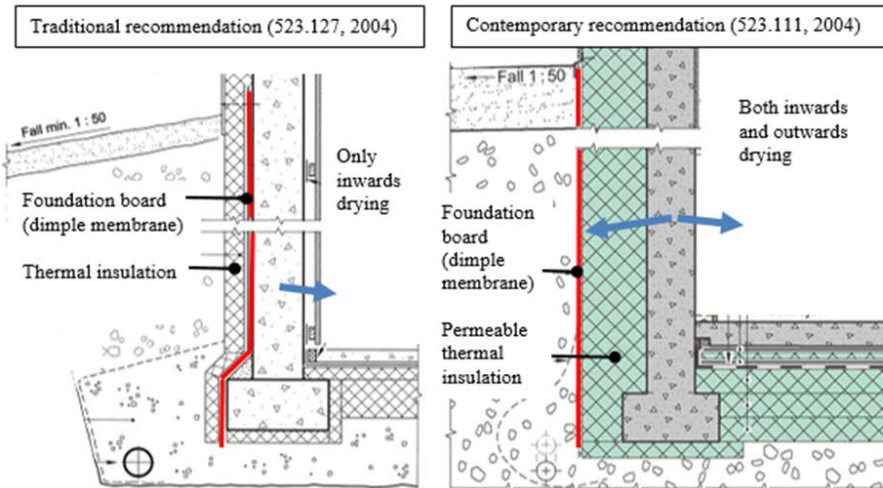 Traditional recommendation (523.127, 2004)
Fall min. 1 : 50
Only
inwards
drying
Foundation board
(dimple membrane)
Thermal insulation
Contemporary recommendation (523.111, 2004)
Fall 1 : 50
Both inwards
and outwards
drying
Foundation
board
(dimple
membrane)
Permeable
thermal
insulation